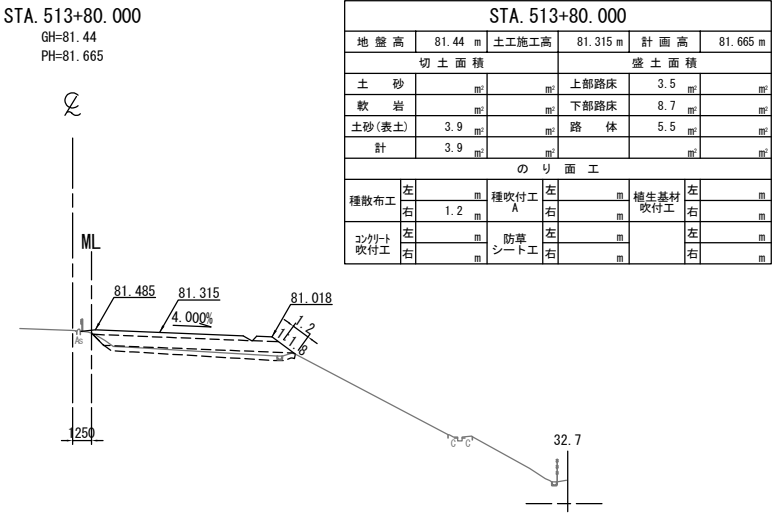 STA.513+80.000
GH=81.44
PH=81.665
STA.513+80.000
地盤高 81.44 m 土工施工高 81.315 m 計画高 81.665 m
切土面積 盛土面積
土砂 m² m² 上部路床 3.5 m² m²
軟岩 m² m² 下部路床 8.7 m² m²
土砂(表土) 3.9 m² m² 路体 5.5 m² m²
計 3.9 m² m² m² m²
のり面工
種散布工 左 m 種吹付工A 左 m 植生基材吹付工 左 m
右 1.2 m 右 m 右 m
コンクリート吹付工 左 m 防草シート工 左 m 左 m
右 m 右 m 右 m
ML
81.485
81.315
81.018
4.000%
1.2
1:1.8
As
1250
C C
32.7